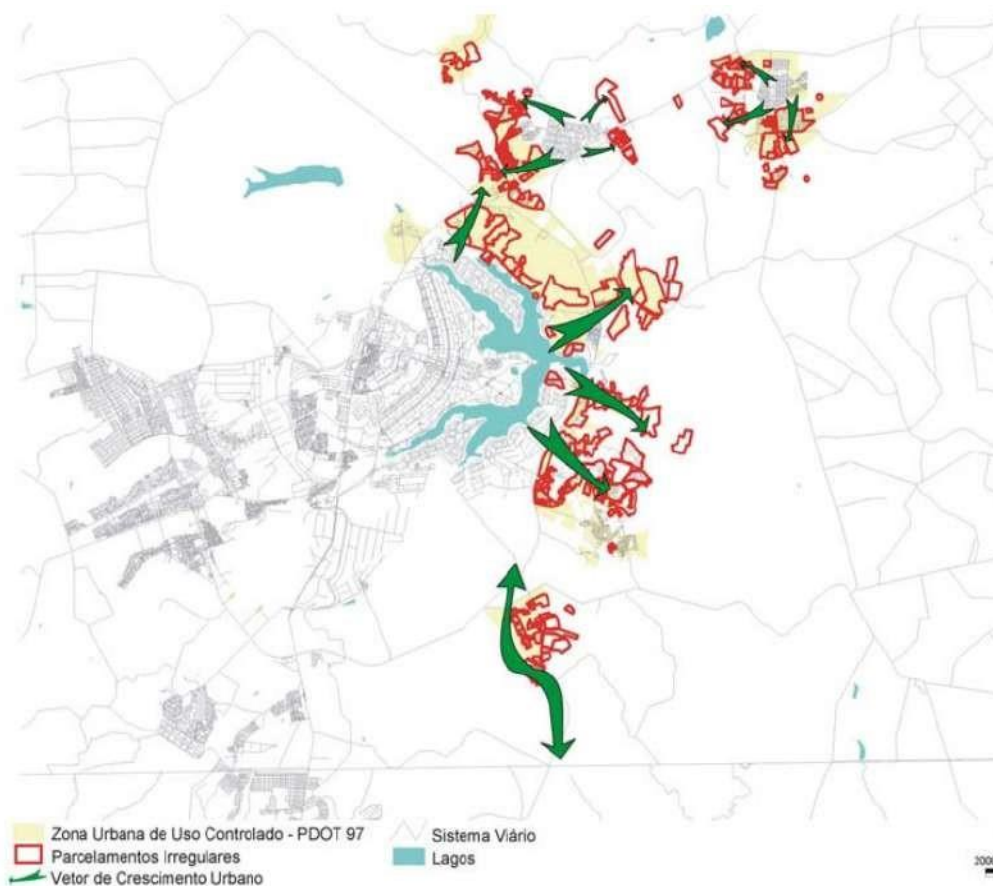 Zona Urbana de Uso Controlado - PDOT 97
Parcelamentos Irregulares
Vetor de Crescimento Urbano
Sistema Viário
Lagos